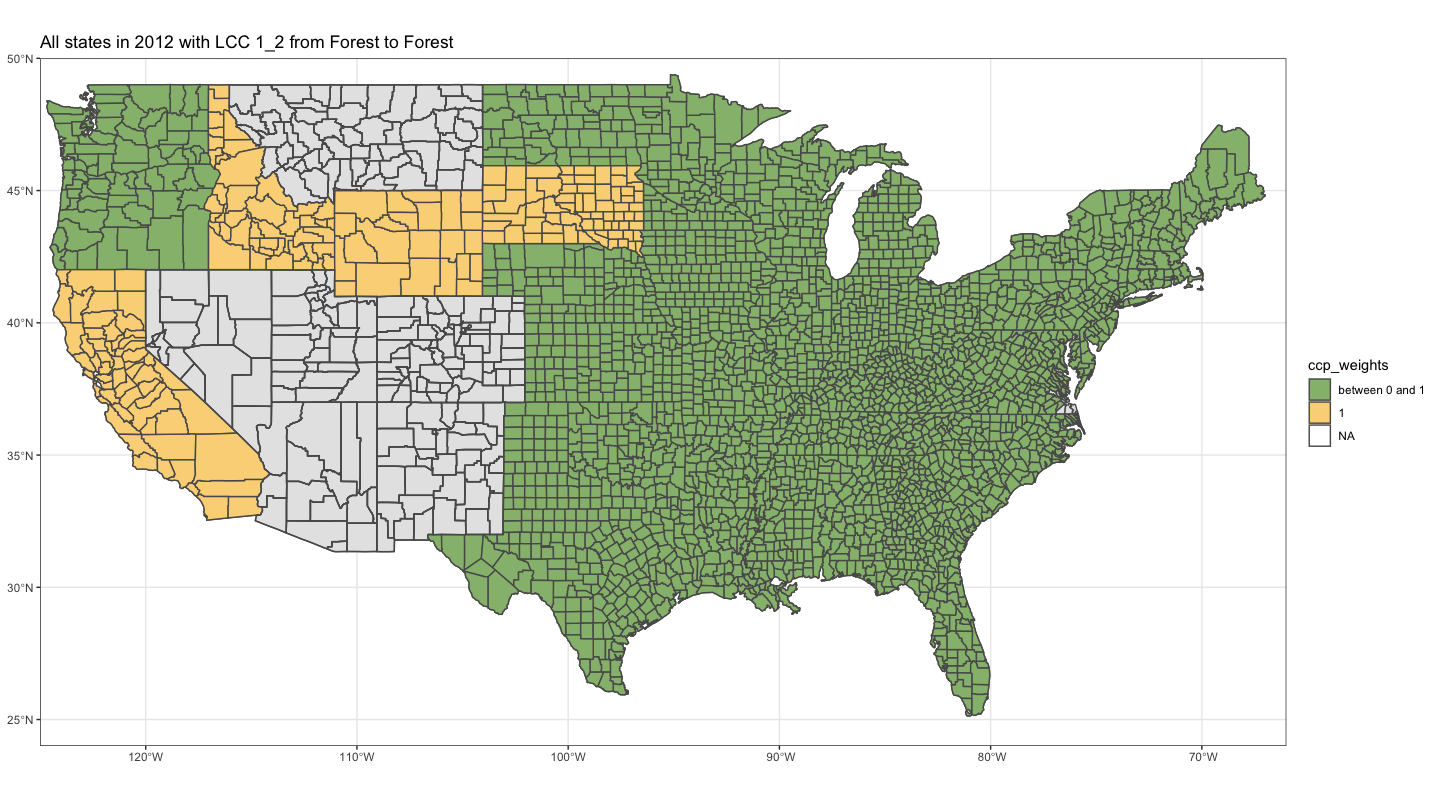 All states in 2012 with LCC 1_2 from Forest to Forest
50°N
45°N
40°N
35°N
30°N
25°N
120°W
110°W
100°W
90°W
80°W
70°W
ccp_weights
between 0 and 1
1
NA